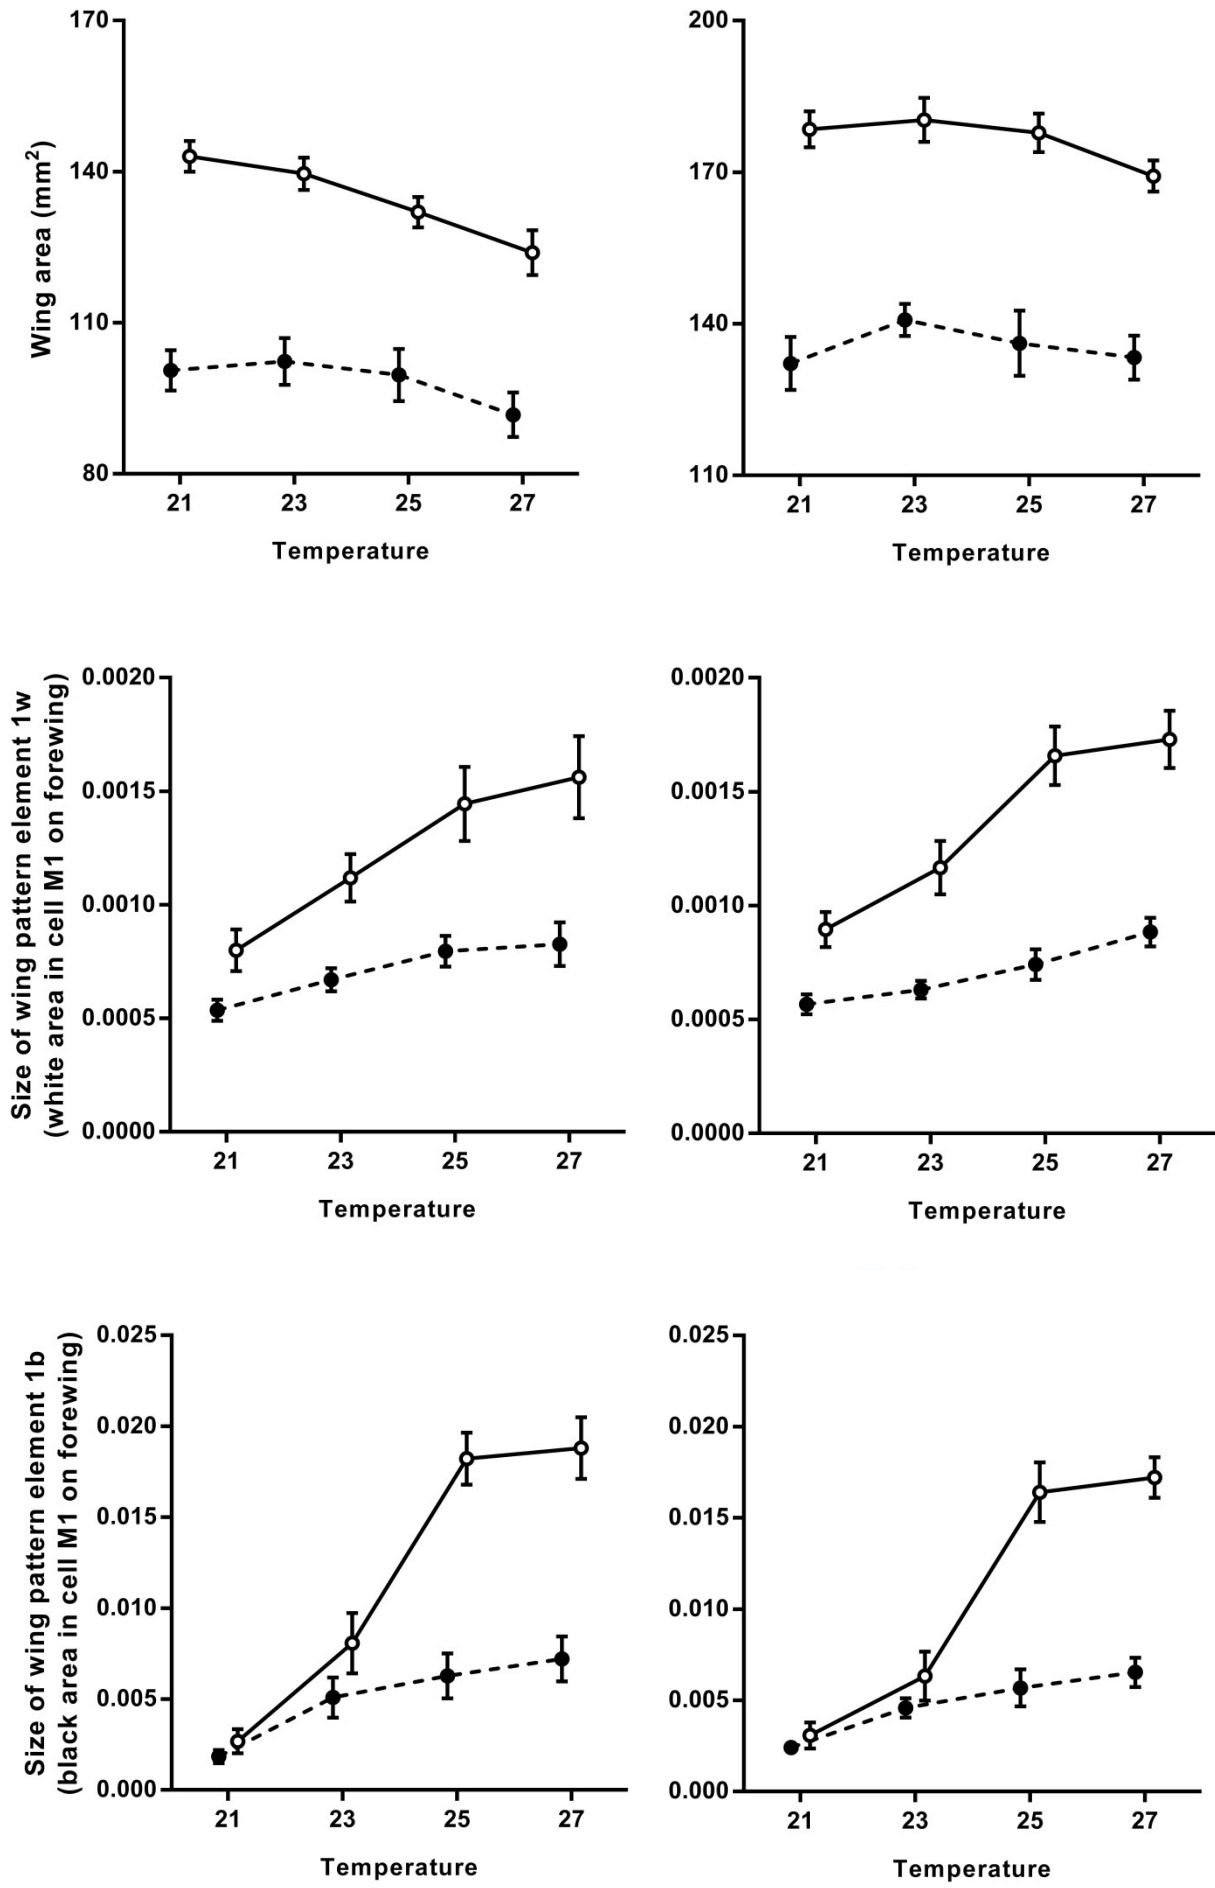 170
140
110
80
Wing area (mm²)
21 23 25 27
Temperature
200
170
140
110
21 23 25 27
Temperature
0.0020
0.0015
0.0010
0.0005
0.0000
Size of wing pattern element 1w
(white area in cell M1 on forewing)
21 23 25 27
Temperature
0.0020
0.0015
0.0010
0.0005
0.0000
21 23 25 27
Temperature
0.025
0.020
0.015
0.010
0.005
0.000
Size of wing pattern element 1b
(black area in cell M1 on forewing)
21 23 25 27
Temperature
0.025
0.020
0.015
0.010
0.005
0.000
21 23 25 27
Temperature